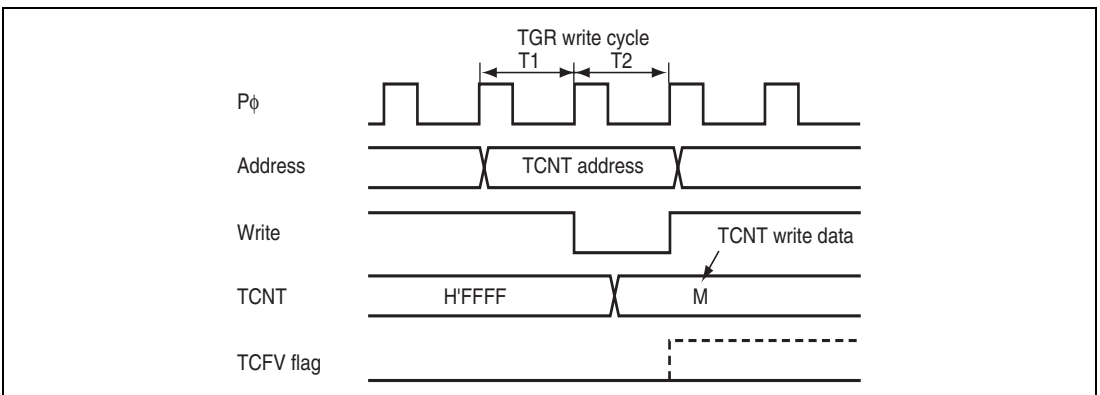 TGR write cycle
T1 T2
Pφ
Address TCNT address
Write TCNT write data
TCNT H'FFFF M
TCFV flag